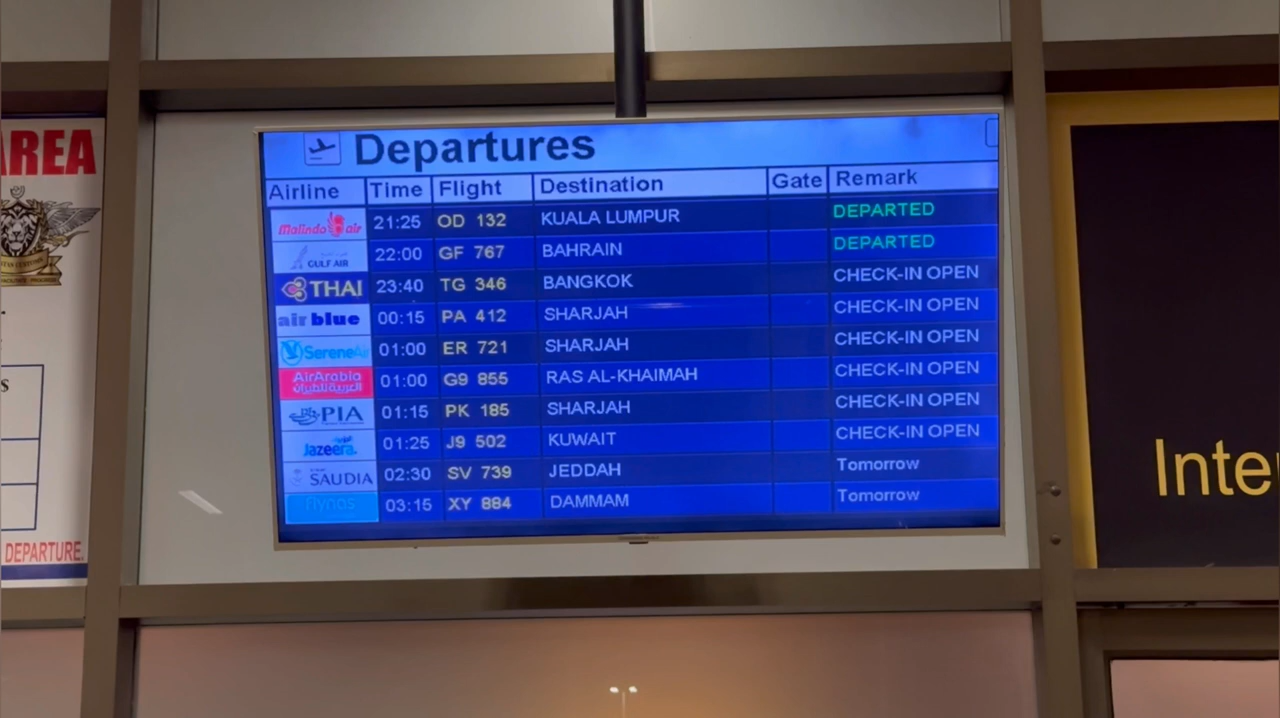 AREA
DEPARTURE.
Departures
Airline Time Flight Destination Gate Remark
Malindo air 21:25 OD 132 KUALA LUMPUR DEPARTED
GULF AIR 22:00 GF 767 BAHRAIN DEPARTED
THAI 23:40 TG 346 BANGKOK CHECK-IN OPEN
air blue 00:15 PA 412 SHARJAH CHECK-IN OPEN
SereneAir 01:00 ER 721 SHARJAH CHECK-IN OPEN
AirArabia العربية للطيران 01:00 G9 855 RAS AL-KHAIMAH CHECK-IN OPEN
PIA 01:15 PK 185 SHARJAH CHECK-IN OPEN
Jazeera. 01:25 J9 502 KUWAIT CHECK-IN OPEN
SAUDIA 02:30 SV 739 JEDDAH Tomorrow
flynas 03:15 XY 884 DAMMAM Tomorrow
Inte